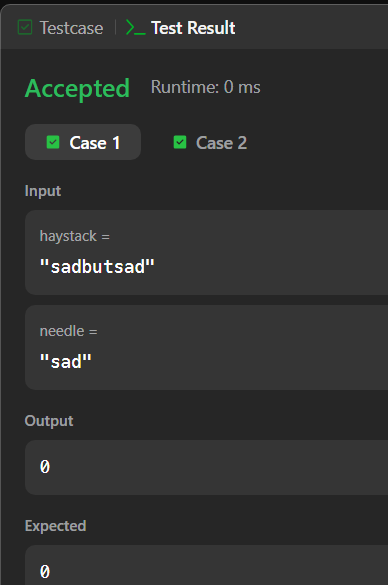 Testcase | >_ Test Result
Accepted Runtime: 0 ms
Case 1 Case 2
Input
haystack =
"sadbutsad"
needle =
"sad"
Output
0
Expected
0